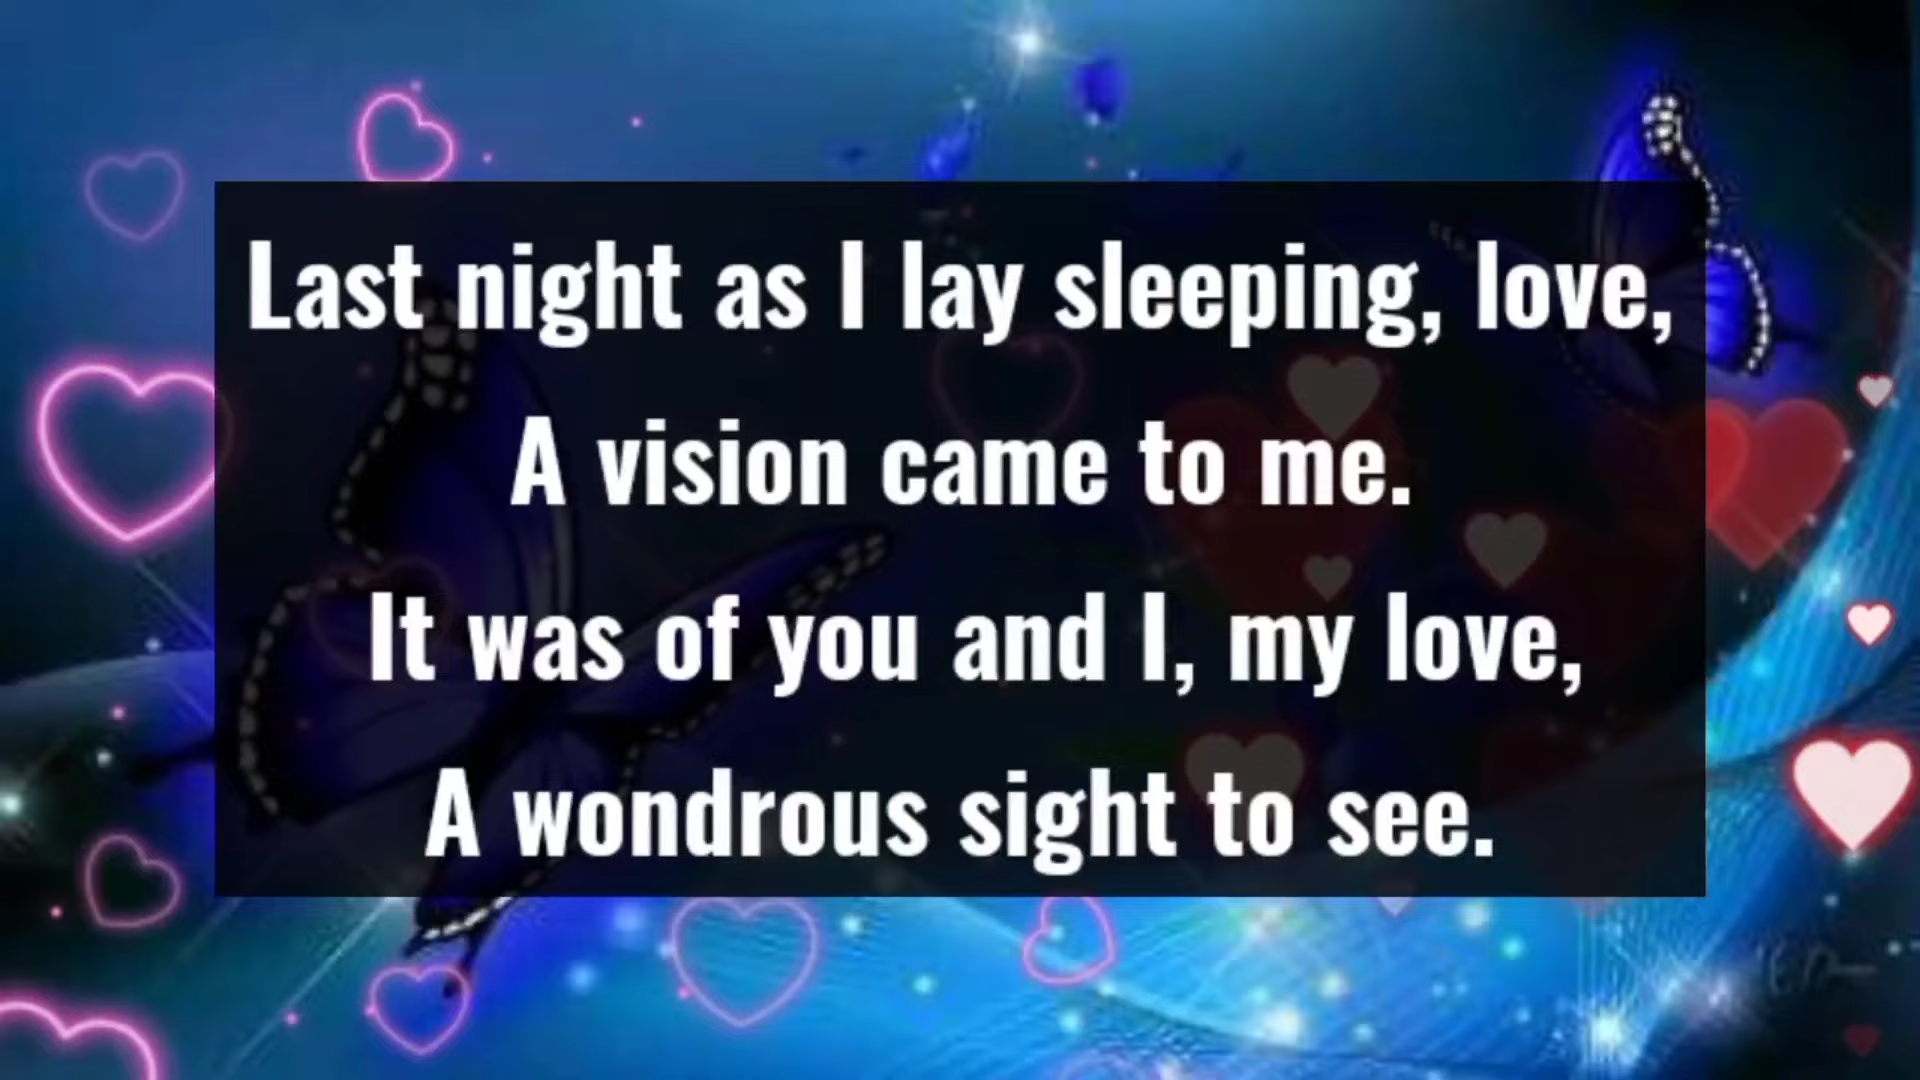 Last night as I lay sleeping, love,
A vision came to me.
It was of you and I, my love,
A wondrous sight to see.